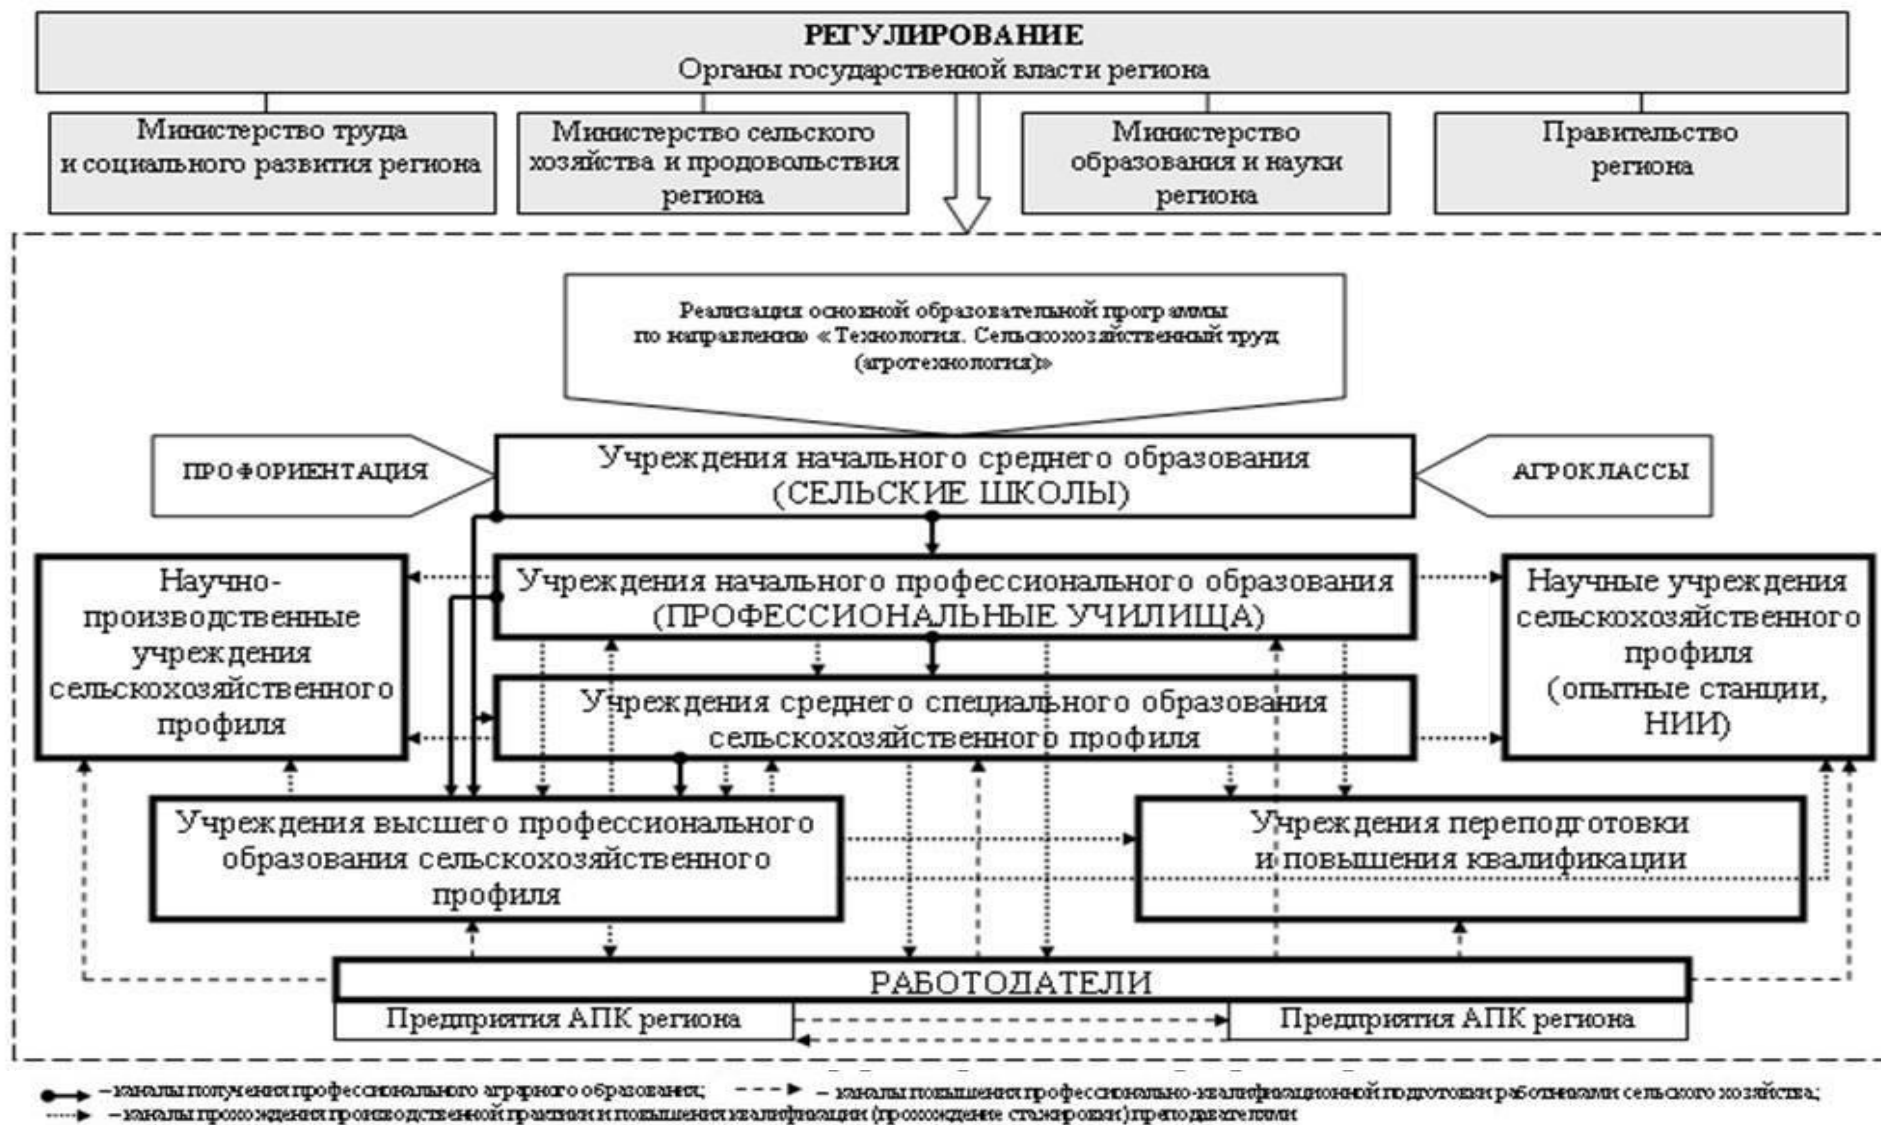 РЕГУЛИРОВАНИЕ
Органы государственной власти региона
Министерство труда
и социального развития региона
Министерство сельского
хозяйства и продовольствия
региона
Министерство
образования и науки
региона
Правительство
региона
Реализация основной образовательной программы
по направлению «Технология. Сельскохозяйственный труд
(агротехнология)»
ПРОФОРИЕНТАЦИЯ
Учреждения начального среднего образования
(СЕЛЬСКИЕ ШКОЛЫ)
АГРОКЛАССЫ
Научно-
производственные
учреждения
сельскохозяйственного
профиля
Учреждения начального профессионального образования
(ПРОФЕССИОНАЛЬНЫЕ УЧИЛИЩА)
Научные учреждения
сельскохозяйственного
профиля
(опытные станции,
НИИ)
Учреждения среднего специального образования
сельскохозяйственного профиля
Учреждения высшего профессионального
образования сельскохозяйственного
профиля
Учреждения переподготовки
и повышения квалификации
РАБОТОДАТЕЛИ
Предприятия АПК региона
Предприятия АПК региона
– каналы получения профессионального аграрного образования;
– каналы повышения профессионально-квалификационной подготовки работниками сельского хозяйства;
– каналы прохождения производственной практики и повышения квалификации (прохождение стажировки) преподавателями